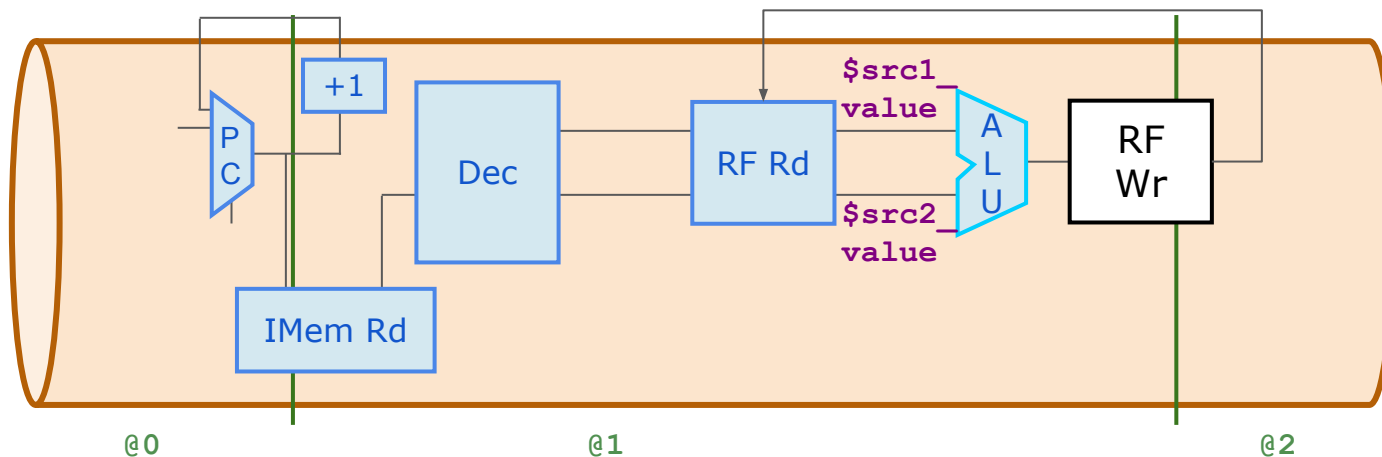 +1
P
C
IMem Rd
Dec
RF Rd
$src1_
value
$src2_
value
A
L
U
RF
Wr
@0
@1
@2